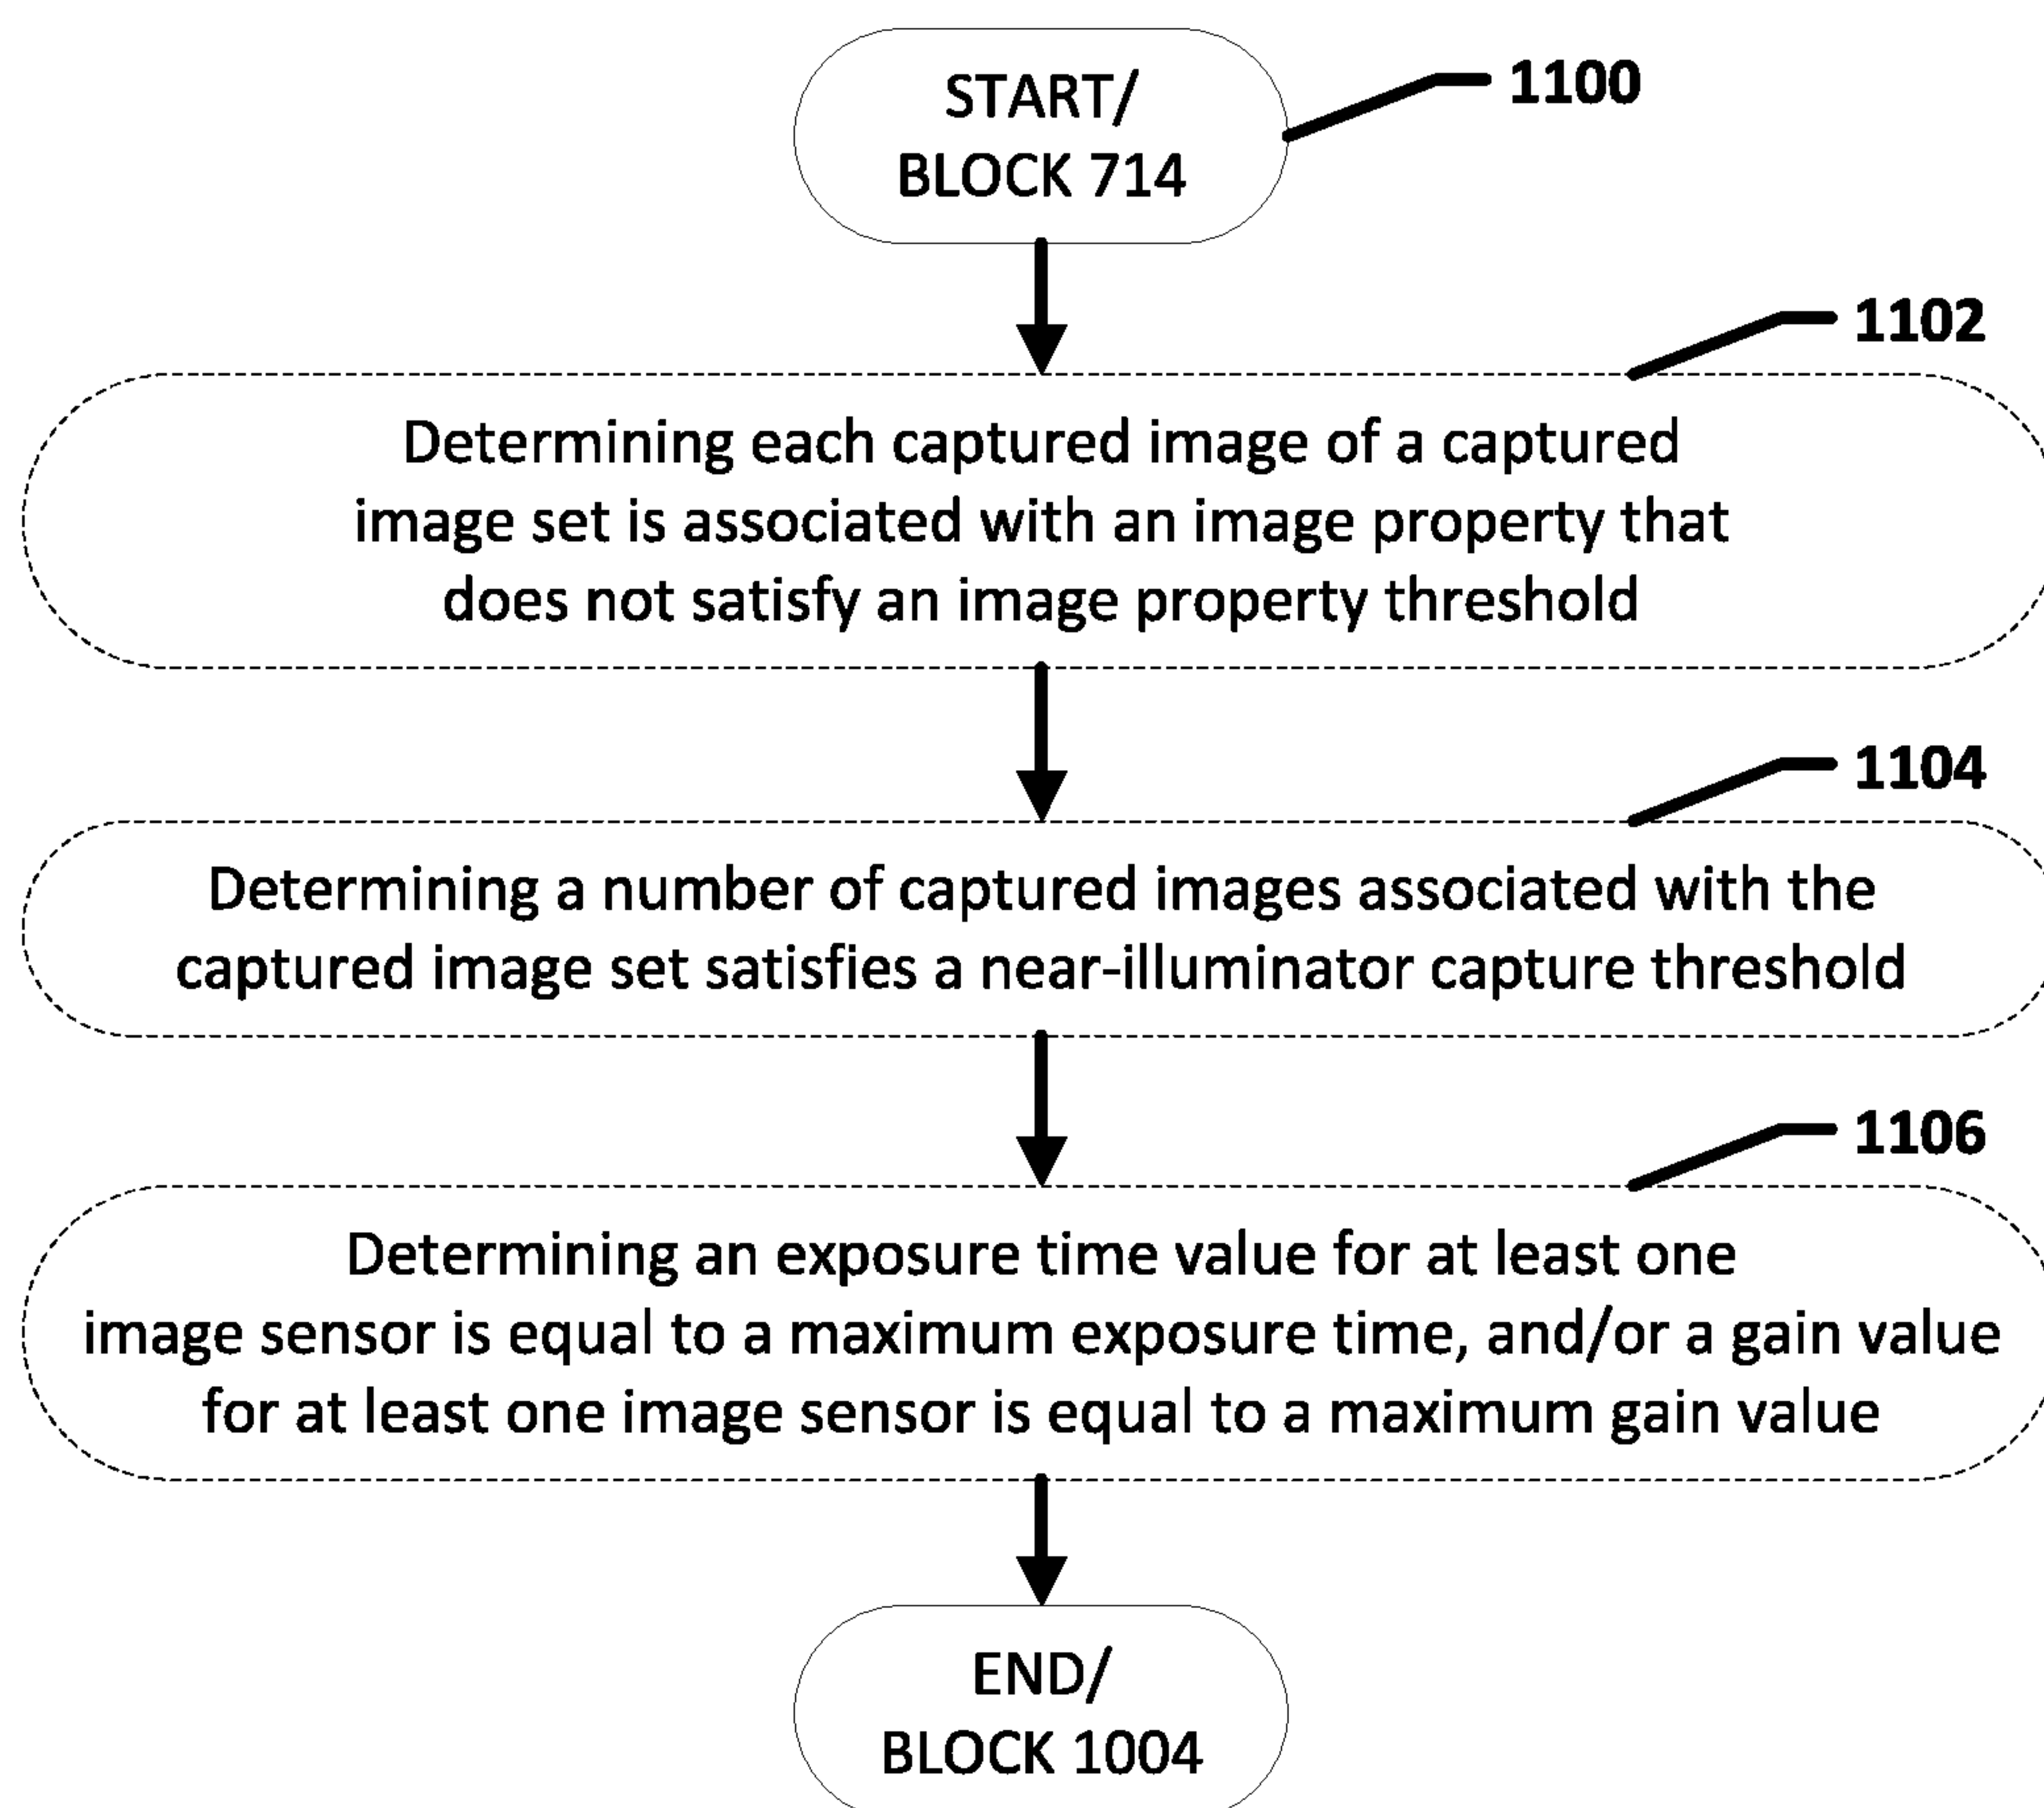 START/
BLOCK 714
1100
1102
Determining each captured image of a captured
image set is associated with an image property that
does not satisfy an image property threshold
1104
Determining a number of captured images associated with the
captured image set satisfies a near-illuminator capture threshold
1106
Determining an exposure time value for at least one
image sensor is equal to a maximum exposure time, and/or a gain value
for at least one image sensor is equal to a maximum gain value
END/
BLOCK 1004